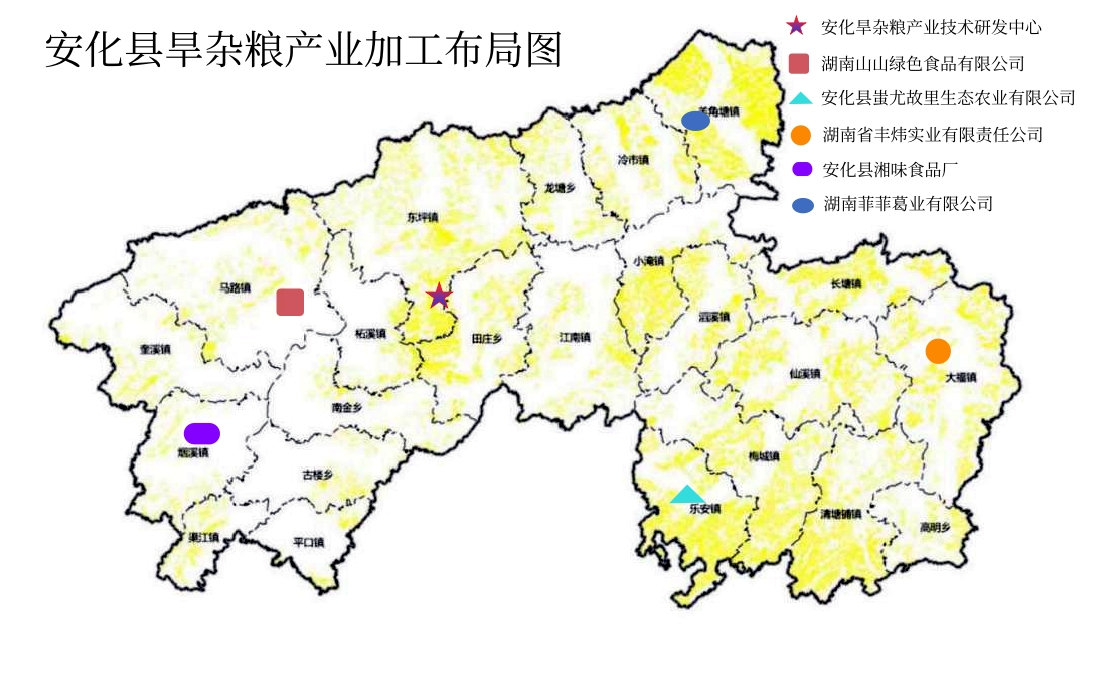 安化县旱杂粮产业加工布局图
安化旱杂粮产业技术研发中心
湖南山山绿色食品有限公司
安化县蚩尤故里生态农业有限公司
湖南省丰炜实业有限责任公司
安化县湘味食品厂
湖南菲菲葛业有限公司
羊角塘镇
冷市镇
龙塘乡
东坪镇
小淹镇
马路镇
长塘镇
滔溪镇
柘溪镇
田庄乡
江南镇
奎溪镇
仙溪镇
大福镇
南金乡
烟溪镇
梅城镇
古楼乡
乐安镇
清塘铺镇
高明乡
渠江镇
平口镇